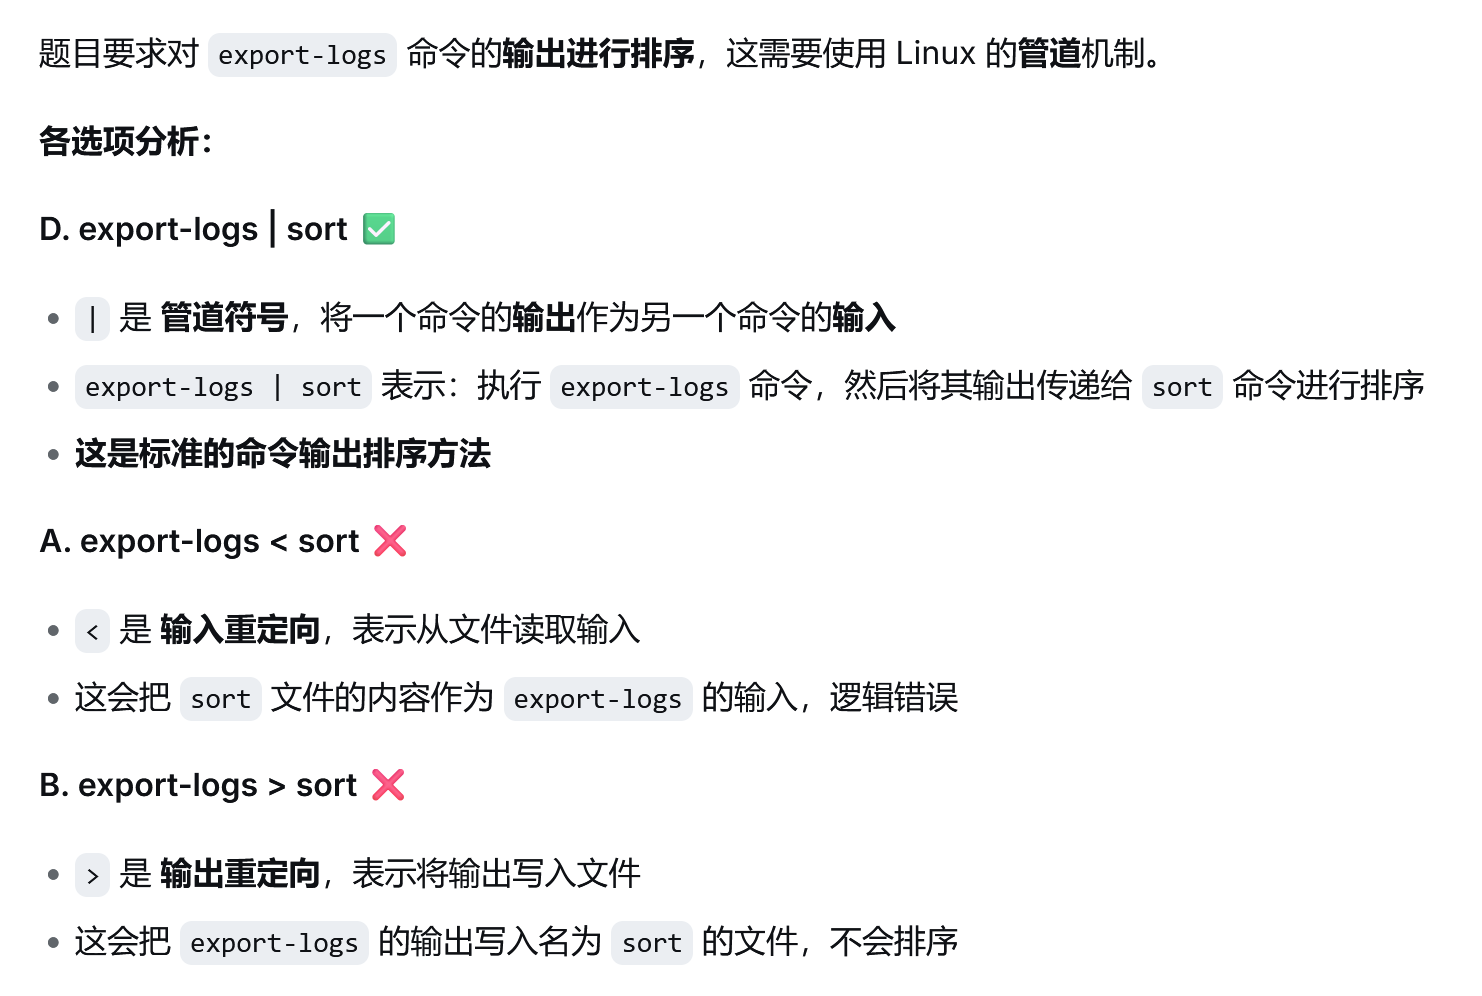 题目要求对 export-logs 命令的输出进行排序，这需要使用 Linux 的管道机制。
各选项分析：
D. export-logs | sort ✅
• | 是 管道符号，将一个命令的输出作为另一个命令的输入
• export-logs | sort 表示：执行 export-logs 命令，然后将其输出传递给 sort 命令进行排序
• 这是标准的命令输出排序方法
A. export-logs < sort ❌
• < 是 输入重定向，表示从文件读取输入
• 这会把 sort 文件的内容作为 export-logs 的输入，逻辑错误
B. export-logs > sort ❌
• > 是 输出重定向，表示将输出写入文件
• 这会把 export-logs 的输出写入名为 sort 的文件，不会排序